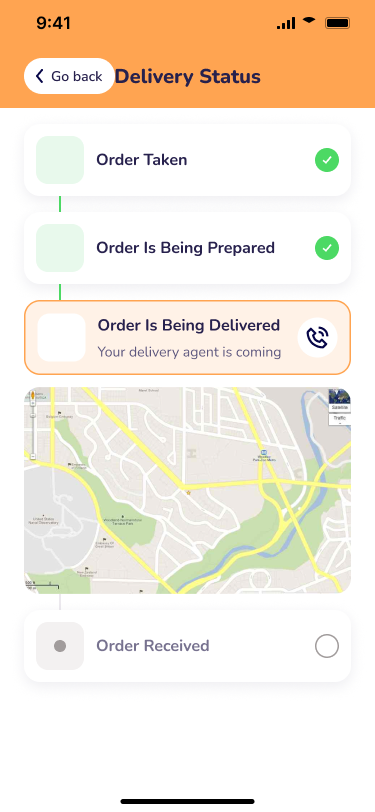 9:41
Go back
Delivery Status
Order Taken
Order Is Being Prepared
Order Is Being Delivered
Your delivery agent is coming
Satellite
Traffic
Order Received